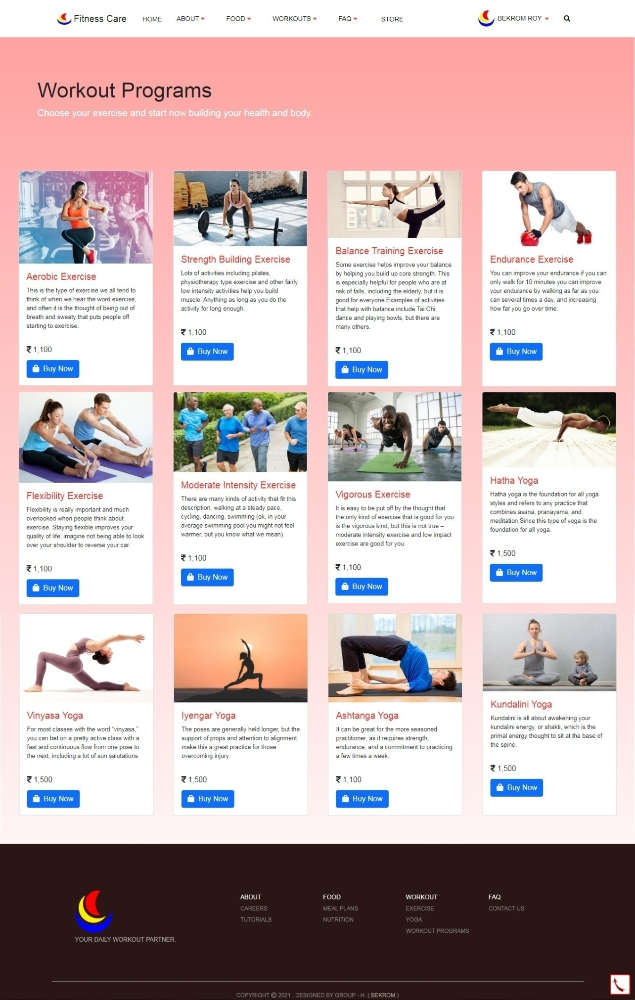 Fitness Care HOME ABOUT FOOD WORKOUTS FAQ STORE BEKROM ROY
Workout Programs
Choose your exercise and start now building your health and body.
Aerobic Exercise
This is the type of exercise we all tend to
think of when we hear the word exercise,
and often it is the thought of being out of
breath and sweaty that puts people off
starting to exercise.
₹ 1,100
Buy Now
Strength Building Exercise
Lots of activities including pilates,
physiotherapy type exercise and other fairly
low intensity activities help you build
muscle. Anything as long as you do the
activity for long enough.
₹ 1,100
Buy Now
Balance Training Exercise
Some exercise helps improve your balance
by helping you build up core strength. This
is especially helpful for people who are at
risk of falls, including the elderly, but it is
good for everyone.Examples of activities
that help with balance include Tai Chi,
dance and playing bowls, but there are
many others.
₹ 1,100
Buy Now
Endurance Exercise
You can improve your endurance if you can
only walk for 10 minutes you can improve
your endurance by walking as far as you
can several times a day, and increasing
how far you go over time.
₹ 1,100
Buy Now
Flexibility Exercise
Flexibility is really important and much
overlooked when people think about
exercise. Staying flexible improves your
quality of life, imagine not being able to look
over your shoulder to reverse your car.
₹ 1,100
Buy Now
Moderate Intensity Exercise
There are many kinds of activity that fit this
description, walking at a steady pace,
cycling, dancing, swimming (ok, in your
average swimming pool you might not feel
warmer, but you know what we mean).
₹ 1,100
Buy Now
Vigorous Exercise
It is easy to be put off by the thought that
the only kind of exercise that is good for you
is the vigorous kind, but this is not true –
moderate intensity exercise and low impact
exercise are good for you.
₹ 1,100
Buy Now
Hatha Yoga
Hatha yoga is the foundation for all yoga
styles and refers to any practice that
combines asana, pranayama, and
meditation.Since this type of yoga is the
foundation for all yoga.
₹ 1,500
Buy Now
Vinyasa Yoga
For most classes with the word “vinyasa,”
you can bet on a pretty active class with a
fast and continuous flow from one pose to
the next, including a lot of sun salutations.
₹ 1,500
Buy Now
Iyengar Yoga
The poses are generally held longer, but the
support of props and attention to alignment
make this a great practice for those
overcoming injury.
₹ 1,500
Buy Now
Ashtanga Yoga
It can be great for the more seasoned
practitioner, as it requires strength,
endurance, and a commitment to practicing
a few times a week.
₹ 1,100
Buy Now
Kundalini Yoga
Kundalini is all about awakening your
kundalini energy, or shakti, which is the
primal energy thought to sit at the base of
the spine.
₹ 1,500
Buy Now
YOUR DAILY WORKOUT PARTNER.
ABOUT
CAREERS
TUTORIALS
FOOD
MEAL PLANS
NUTRITION
WORKOUT
EXERCISE
YOGA
WORKOUT PROGRAMS
FAQ
CONTACT US
COPYRIGHT © 2021 . DESIGNED BY GROUP - H .( BEKROM )